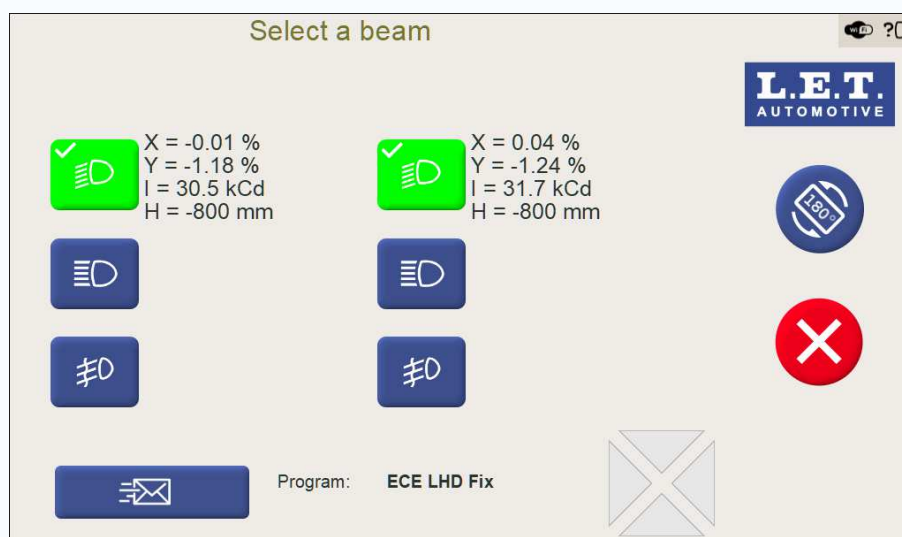 Select a beam
WiFi ?
L.E.T.
AUTOMOTIVE
X = -0.01 %
Y = -1.18 %
I = 30.5 kCd
H = -800 mm
X = 0.04 %
Y = -1.24 %
I = 31.7 kCd
H = -800 mm
180°
Program: ECE LHD Fix